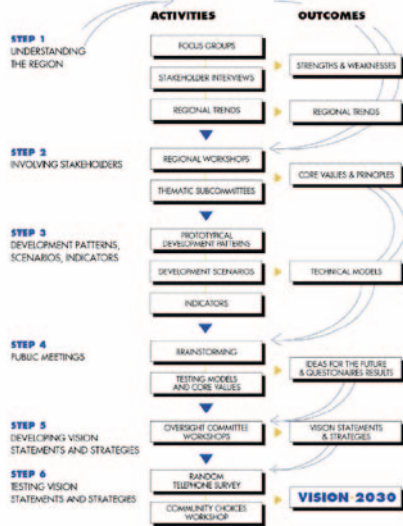 ACTIVITIES
OUTCOMES
STEP 1
UNDERSTANDING
THE REGION
FOCUS GROUPS
STAKEHOLDER INTERVIEWS
STRENGTHS & WEAKNESSES
REGIONAL TRENDS
REGIONAL TRENDS
STEP 2
INVOLVING STAKEHOLDERS
REGIONAL WORKSHOPS
THEMATIC SUBCOMMITTEES
CORE VALUES & PRINCIPLES
STEP 3
DEVELOPMENT PATTERNS,
SCENARIOS, INDICATORS
PROTOTYPICAL
DEVELOPMENT PATTERNS
DEVELOPMENT SCENARIOS
TECHNICAL MODELS
INDICATORS
STEP 4
PUBLIC MEETINGS
BRAINSTORMING
TESTING MODELS
AND CORE VALUES
IDEAS FOR THE FUTURE
& QUESTIONAIRES RESULTS
STEP 5
DEVELOPING VISION
STATEMENTS AND STRATEGIES
OVERSIGHT COMMITTEE
WORKSHOPS
VISION STATEMENTS
& STRATEGIES
STEP 6
TESTING VISION
STATEMENTS AND STRATEGIES
RANDOM
TELEPHONE SURVEY
COMMUNITY CHOICES
WORKSHOP
VISION 2030